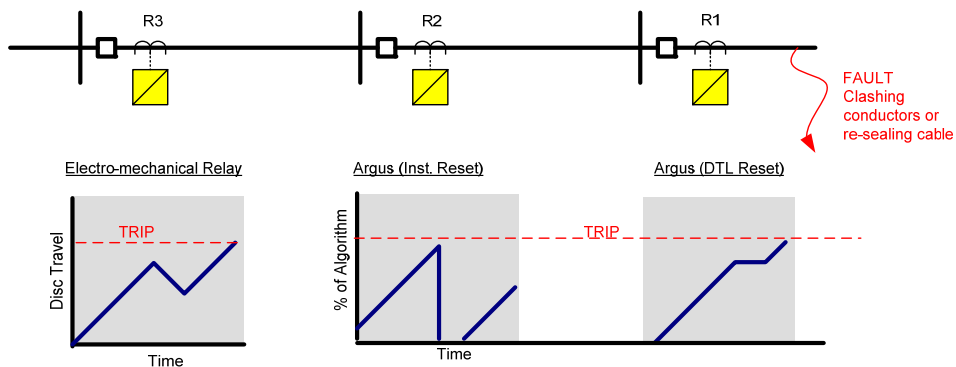 R3
R2
R1
FAULT
Clashing
conductors or
re-sealing cable
Electro-mechanical Relay
Argus (Inst. Reset)
Argus (DTL Reset)
TRIP
TRIP
Disc Travel
% of Algorithm
Time
Time